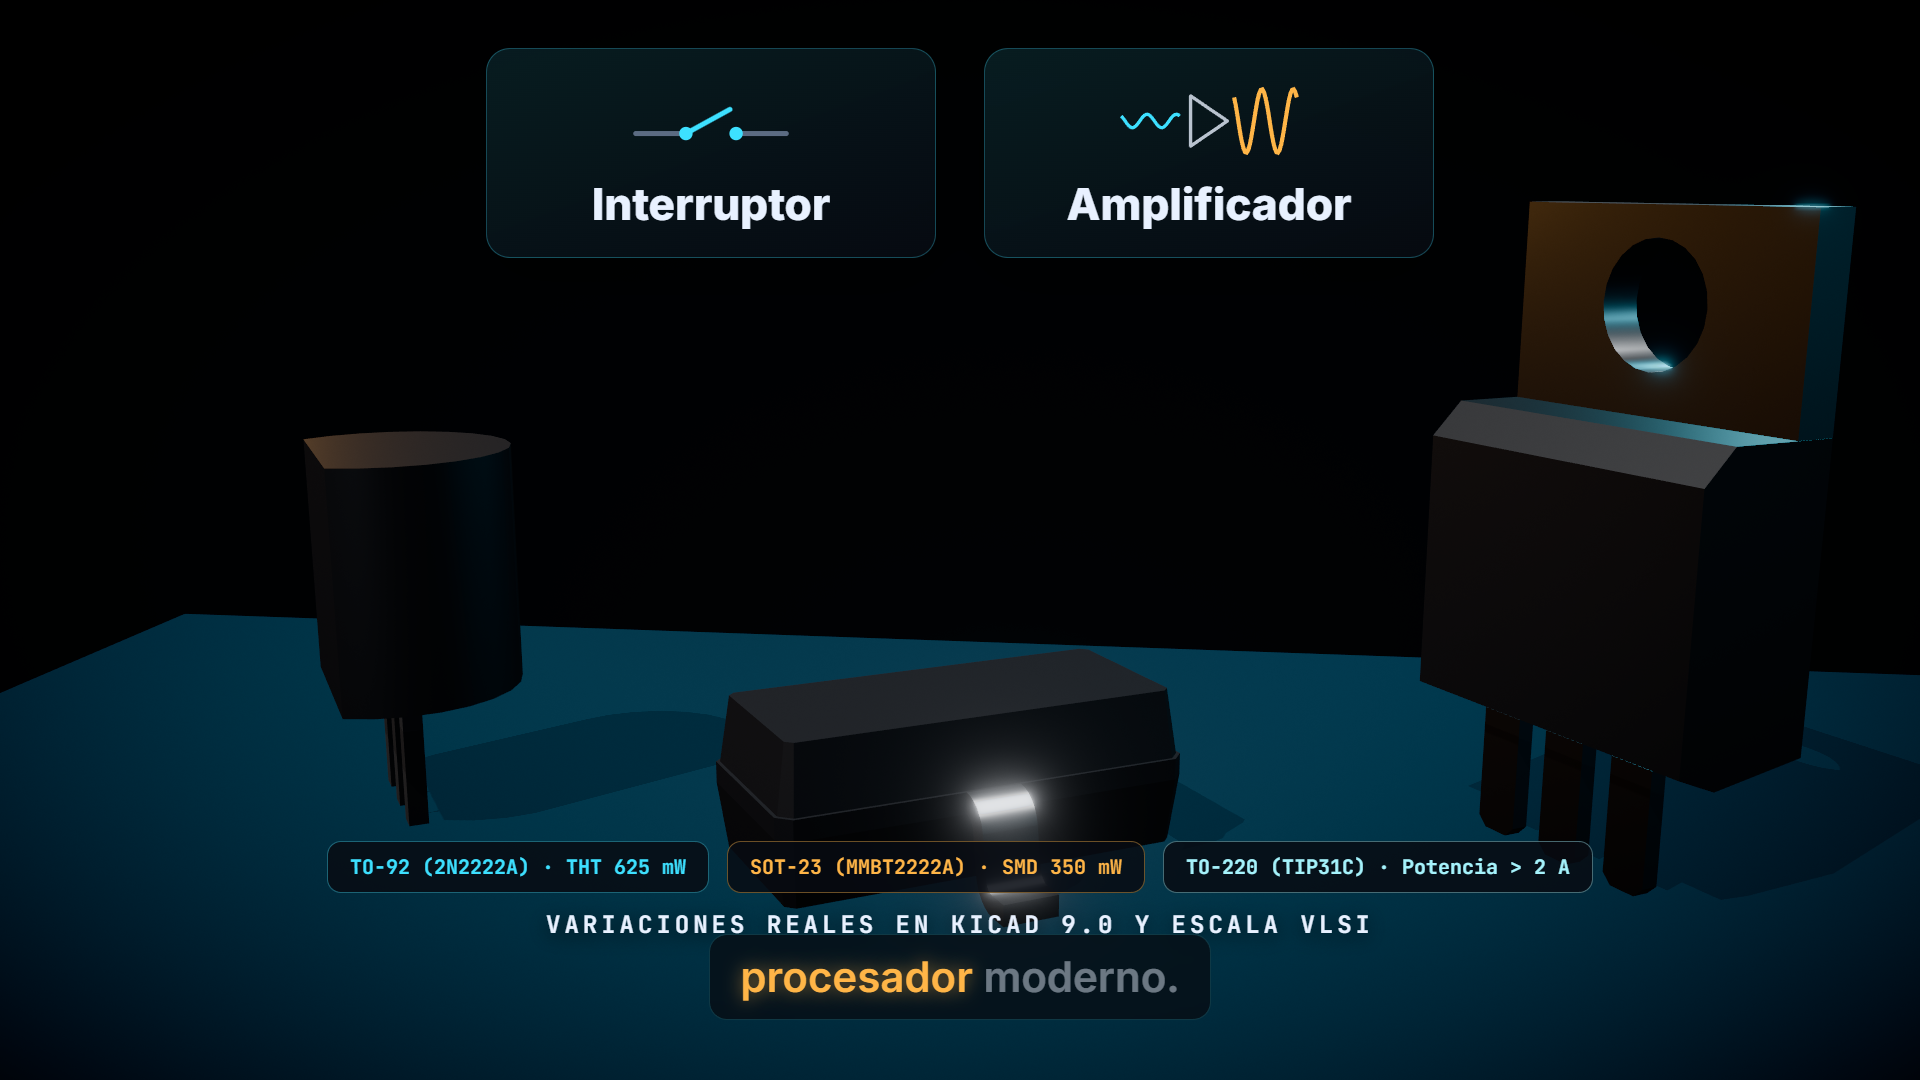 Interruptor
Amplificador
TO-92 (2N2222A) · THT 625 mW
SOT-23 (MMBT2222A) · SMD 350 mW
TO-220 (TIP31C) · Potencia > 2 A
VARIACIONES REALES EN KICAD 9.0 Y ESCALA VLSI
procesador moderno.